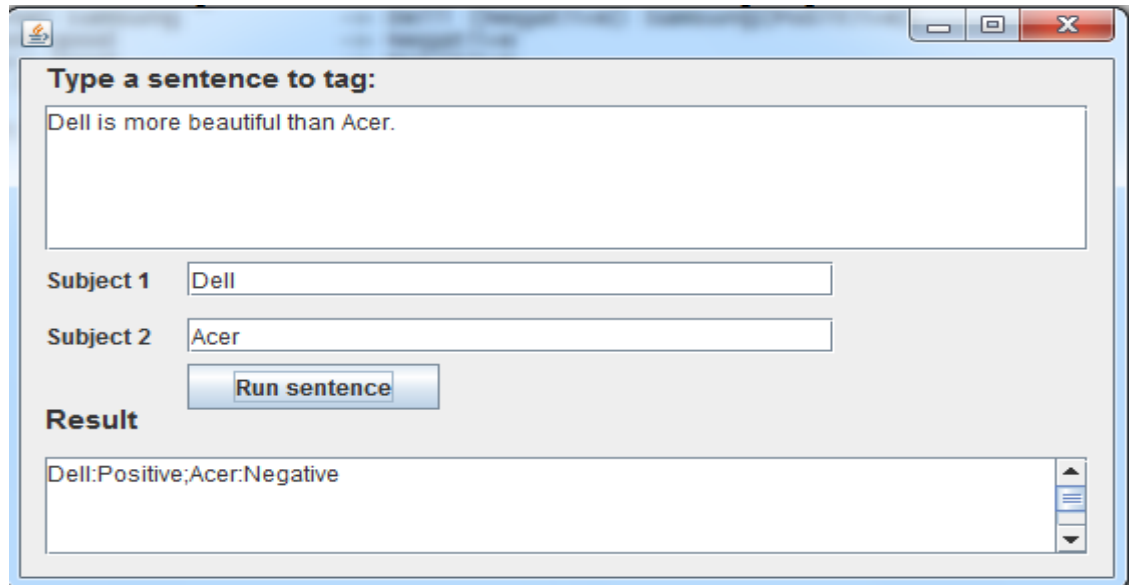 Type a sentence to tag:
Dell is more beautiful than Acer.
Subject 1
Dell
Subject 2
Acer
Run sentence
Result
Dell:Positive;Acer:Negative